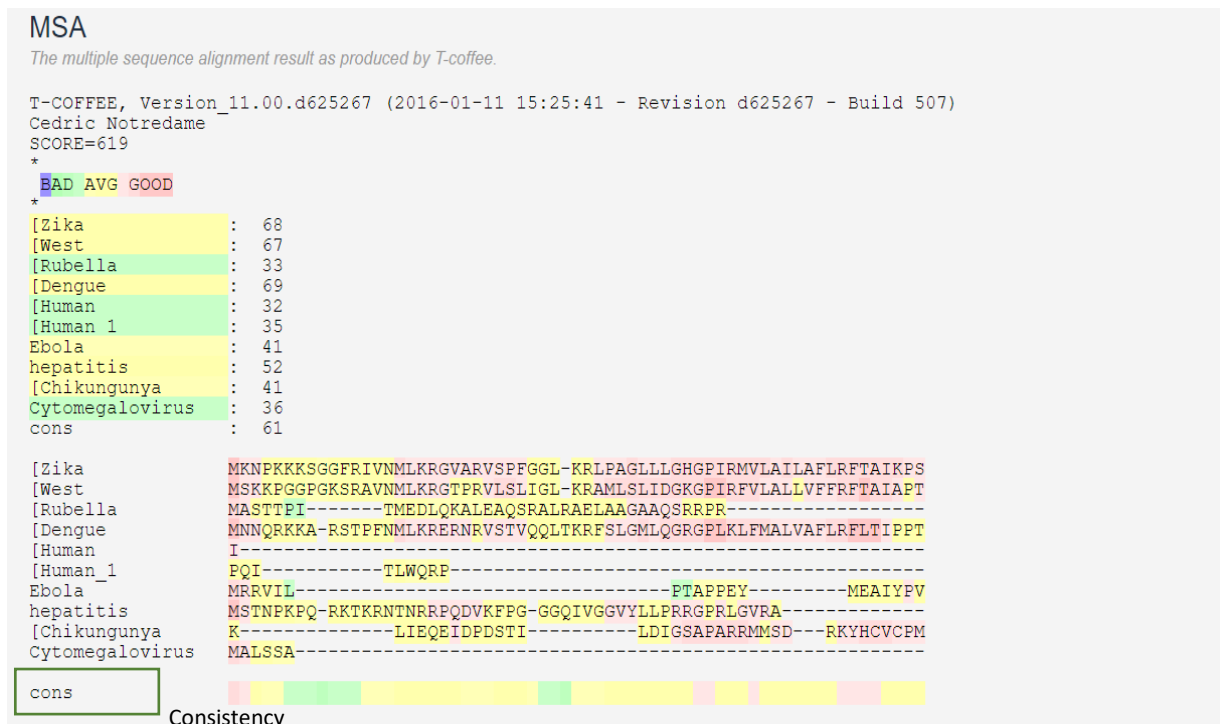 MSA
The multiple sequence alignment result as produced by T-coffee.
T-COFFEE, Version_11.00.d625267 (2016-01-11 15:25:41 - Revision d625267 - Build 507)
Cedric Notredame
SCORE=619
*
BAD AVG GOOD
*
[Zika : 68
[West : 67
[Rubella : 33
[Dengue : 69
[Human : 32
[Human 1 : 35
Ebola : 41
hepatitis : 52
[Chikungunya : 41
Cytomegalovirus : 36
cons : 61
[Zika MKNPKKKSGGFRIVNMLKRGVARVSPFGGL-KRLPAGLLLGHGPIRMVLAILAFLRFTAIKPS
[West MSKKPGGPGKSRAVNMLKRGTPRVLSLIGL-KRAMLSLIDGKGPIRFVLALLVFFRFTAIAPT
[Rubella MASTTPI-------TMEDLQKALEAQSRALRAELAAGAAQSRRPR------------------
[Dengue MNNQRKKA-RSTPFNMLKRERNRVSTVQQLTKRFSLGMLQGRGPLKLFMALVAFLRFLTIPPT
[Human I--------------------------------------------------------------
[Human_1 PQI-----------TLWQRP-------------------------------------------
Ebola MRRVIL----------------------------------PTAPPEY---------MEAIYPV
hepatitis MSTNPKPQ-RKTKRNTNRRPQDVKFPG-GGQIVGGVYLLPRRGPRLGVRA-------------
[Chikungunya K--------------LIEQEIDPDSTI----------LDIGSAPARRMMSD---RKYHCVCPM
Cytomegalovirus MALSSA---------------------------------------------------------
cons
Consistency